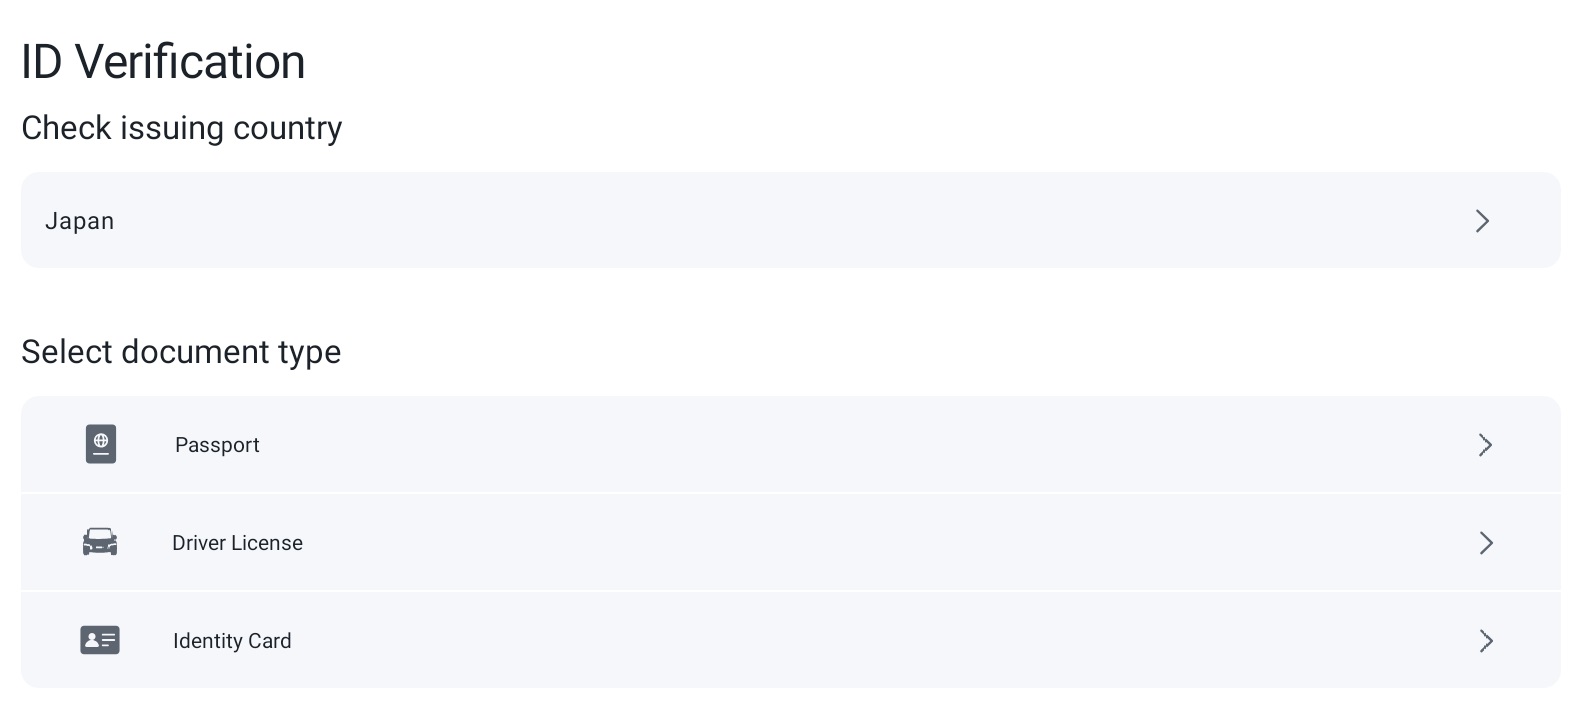 ID Verification
Check issuing country
Japan
Select document type
Passport
Driver License
Identity Card